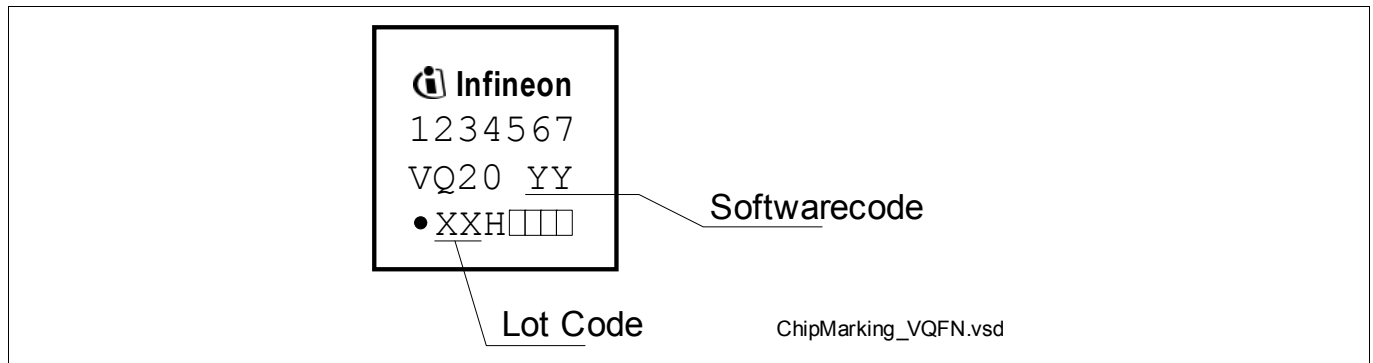 Infineon
1234567
VQ20 YY
Softwarecode
●XXH□□□□
Lot Code
ChipMarking_VQFN.vsd